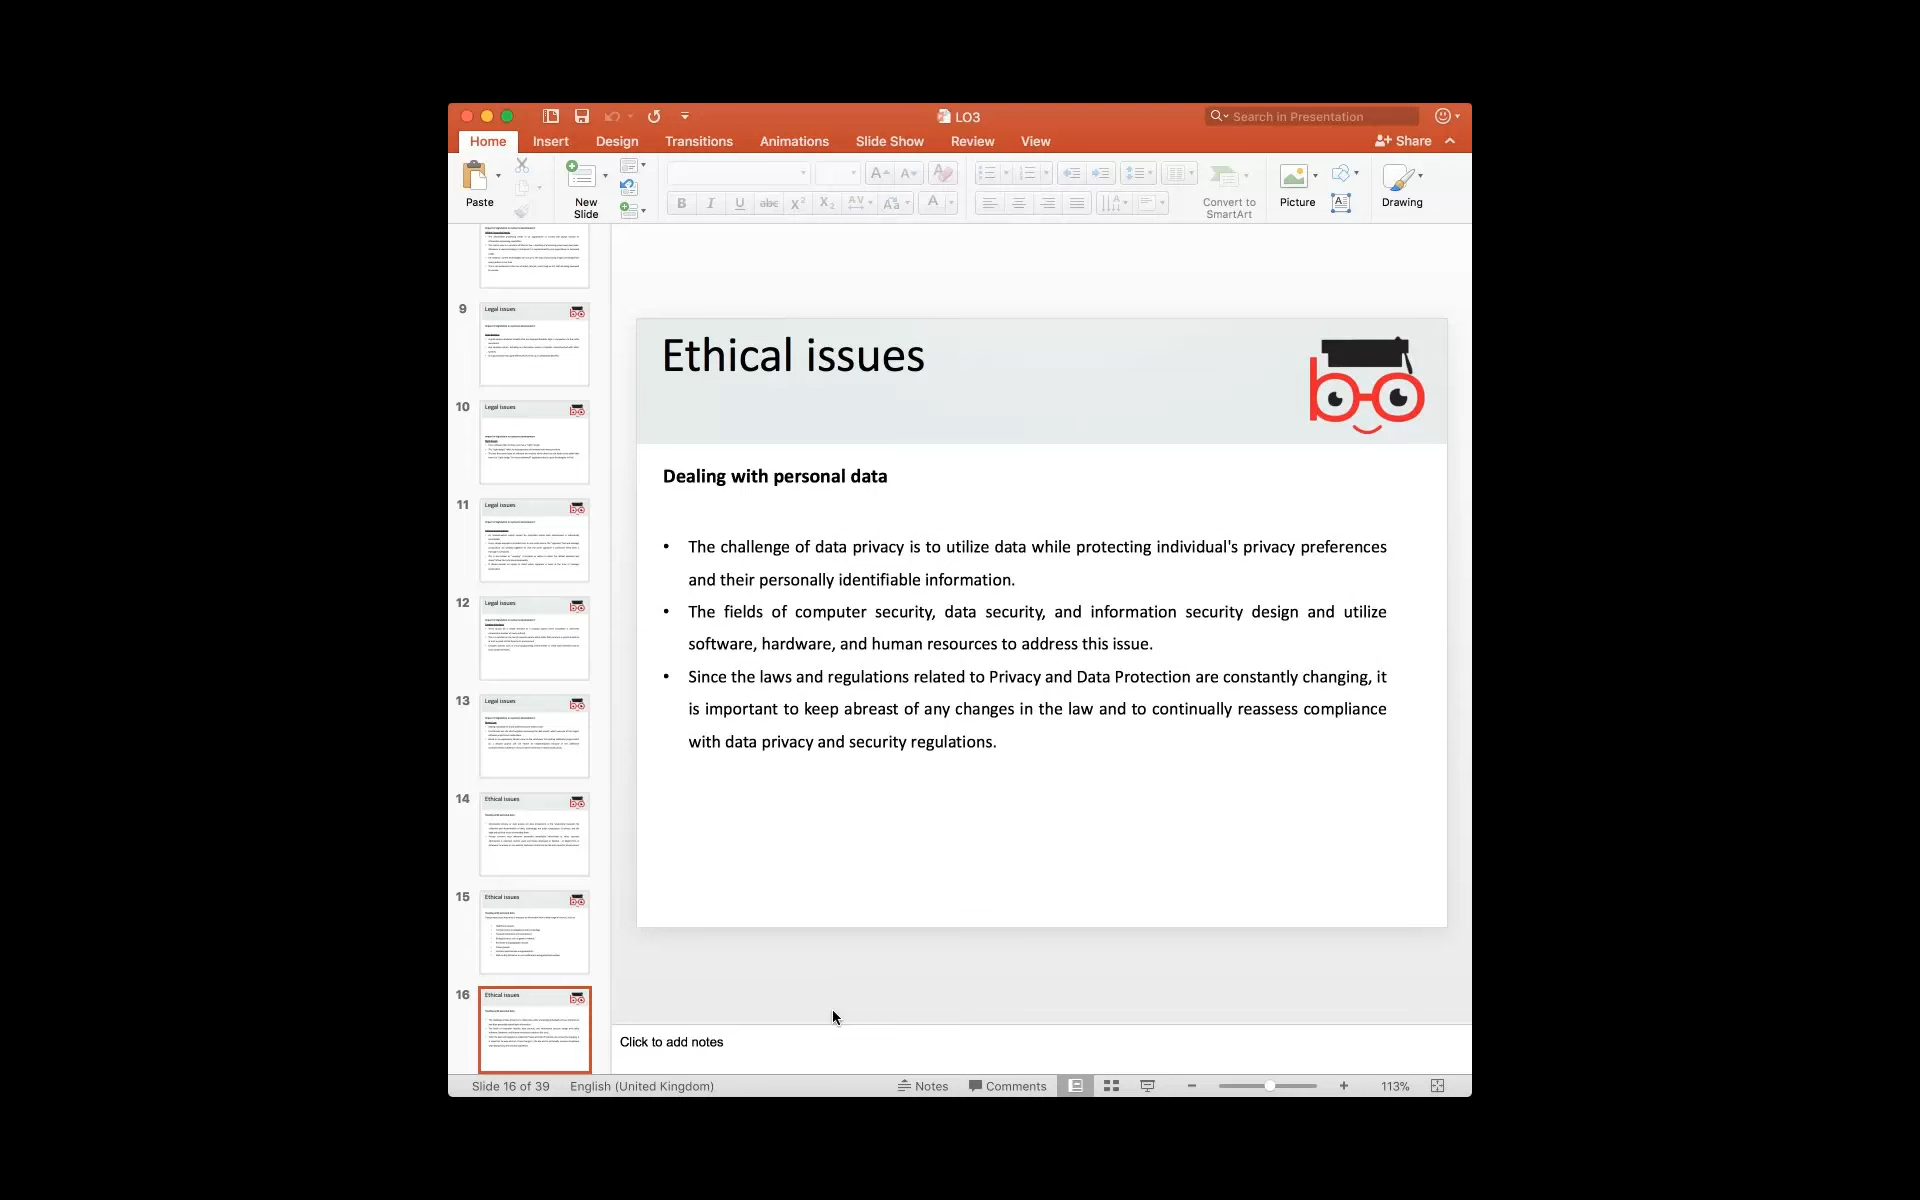 LO3
Search in Presentation
Home
Insert
Design
Transitions
Animations
Slide Show
Review
View
Share
Paste
New
Slide
Convert to
SmartArt
Picture
Drawing
9
Legal issues
10
Legal issues
11
Legal issues
12
Legal issues
13
Legal issues
14
Ethical issues
15
Ethical issues
16
Ethical issues
Ethical issues
Dealing with personal data
• The challenge of data privacy is to utilize data while protecting individual's privacy preferences
and their personally identifiable information.
• The fields of computer security, data security, and information security design and utilize
software, hardware, and human resources to address this issue.
• Since the laws and regulations related to Privacy and Data Protection are constantly changing, it
is important to keep abreast of any changes in the law and to continually reassess compliance
with data privacy and security regulations.
Click to add notes
Slide 16 of 39
English (United Kingdom)
Notes
Comments
113%